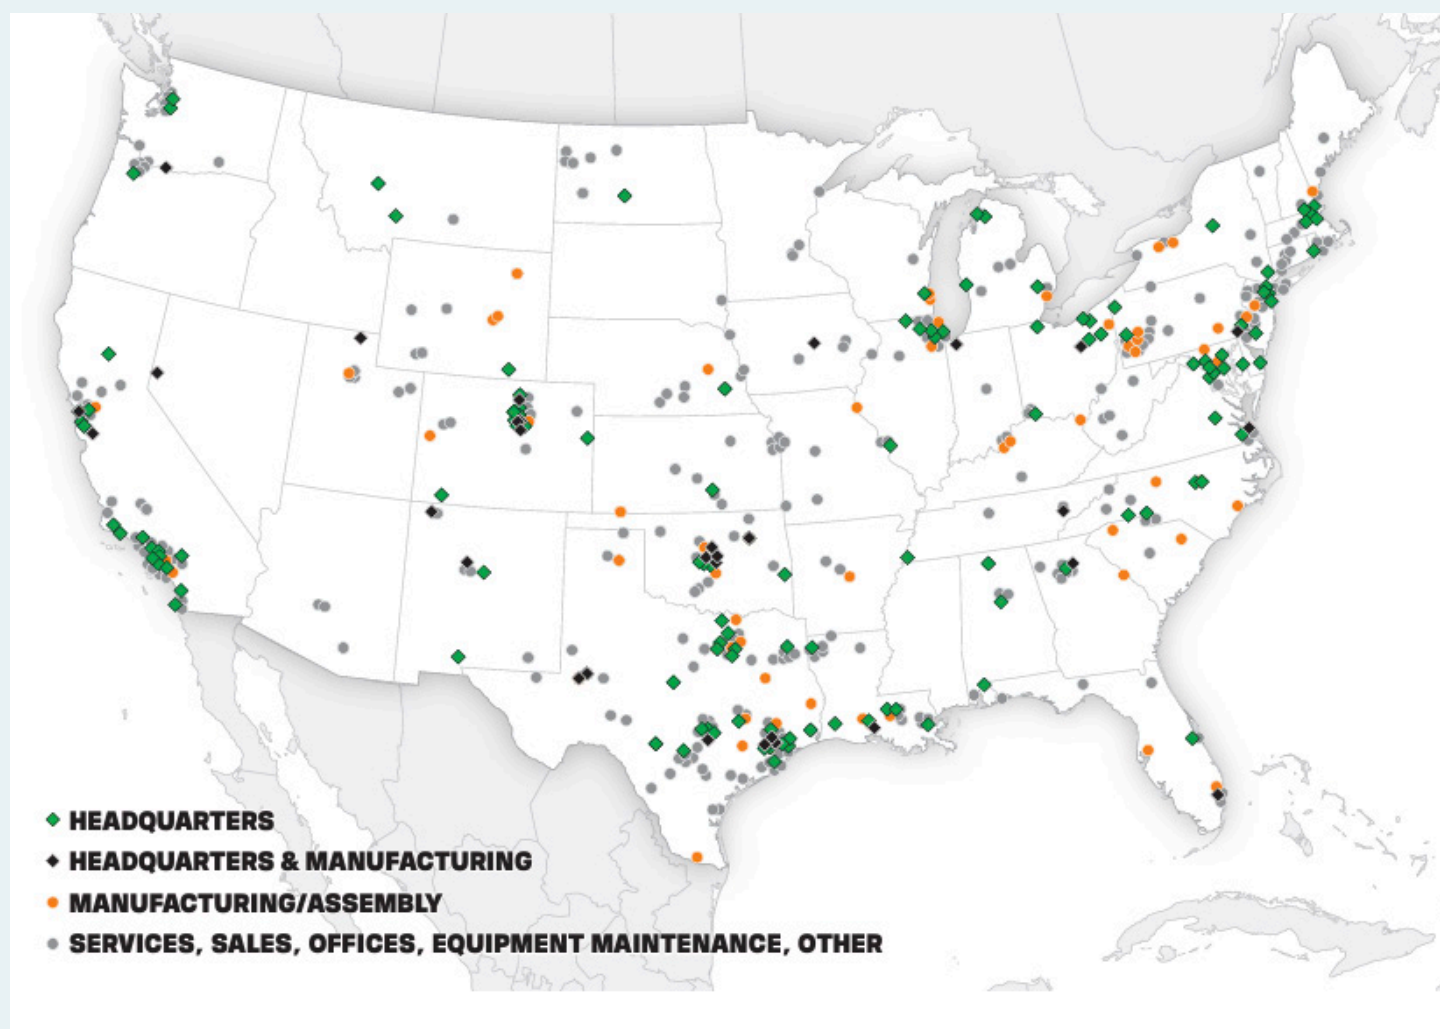 HEADQUARTERS
HEADQUARTERS & MANUFACTURING
MANUFACTURING/ASSEMBLY
SERVICES, SALES, OFFICES, EQUIPMENT MAINTENANCE, OTHER